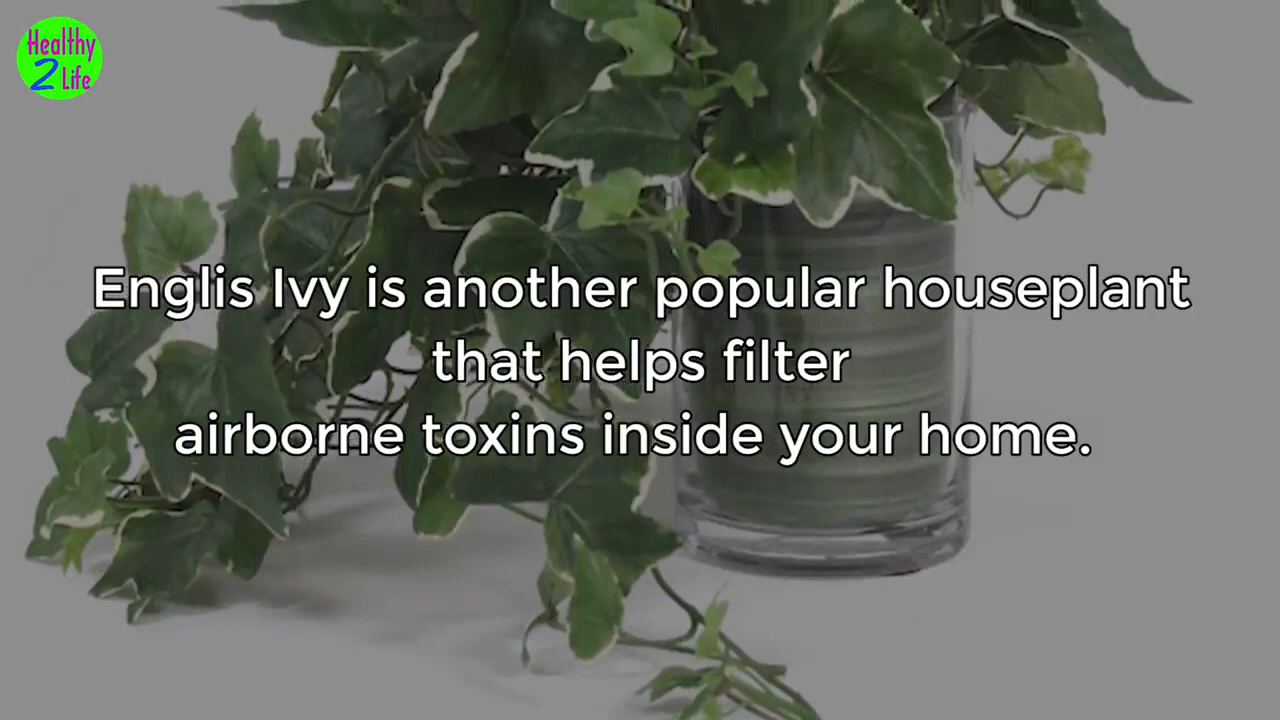 Healthy
2 Life
Englis Ivy is another popular houseplant
that helps filter
airborne toxins inside your home.